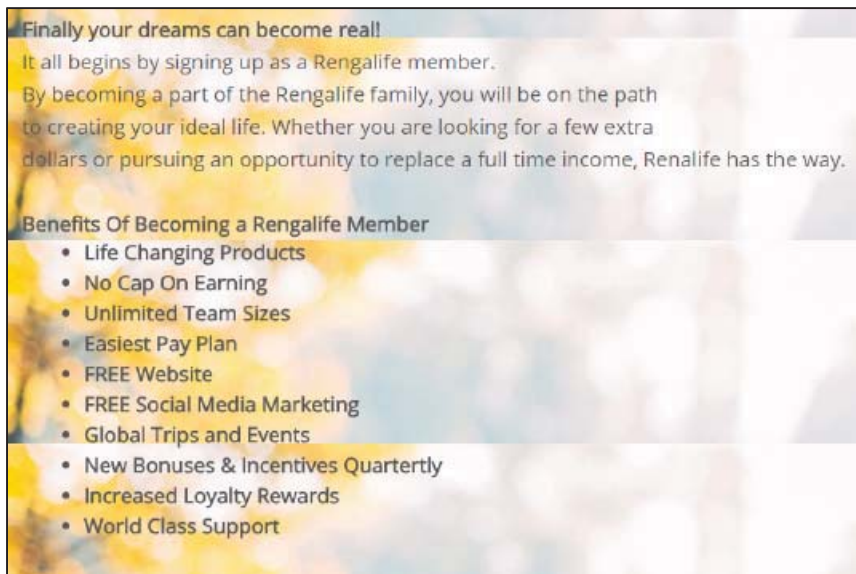 Finally your dreams can become real!
It all begins by signing up as a Rengalife member.
By becoming a part of the Rengalife family, you will be on the path
to creating your ideal life. Whether you are looking for a few extra
dollars or pursuing an opportunity to replace a full time income, Renalife has the way.
Benefits Of Becoming a Rengalife Member
• Life Changing Products
• No Cap On Earning
• Unlimited Team Sizes
• Easiest Pay Plan
• FREE Website
• FREE Social Media Marketing
• Global Trips and Events
• New Bonuses & Incentives Quartertly
• Increased Loyalty Rewards
• World Class Support